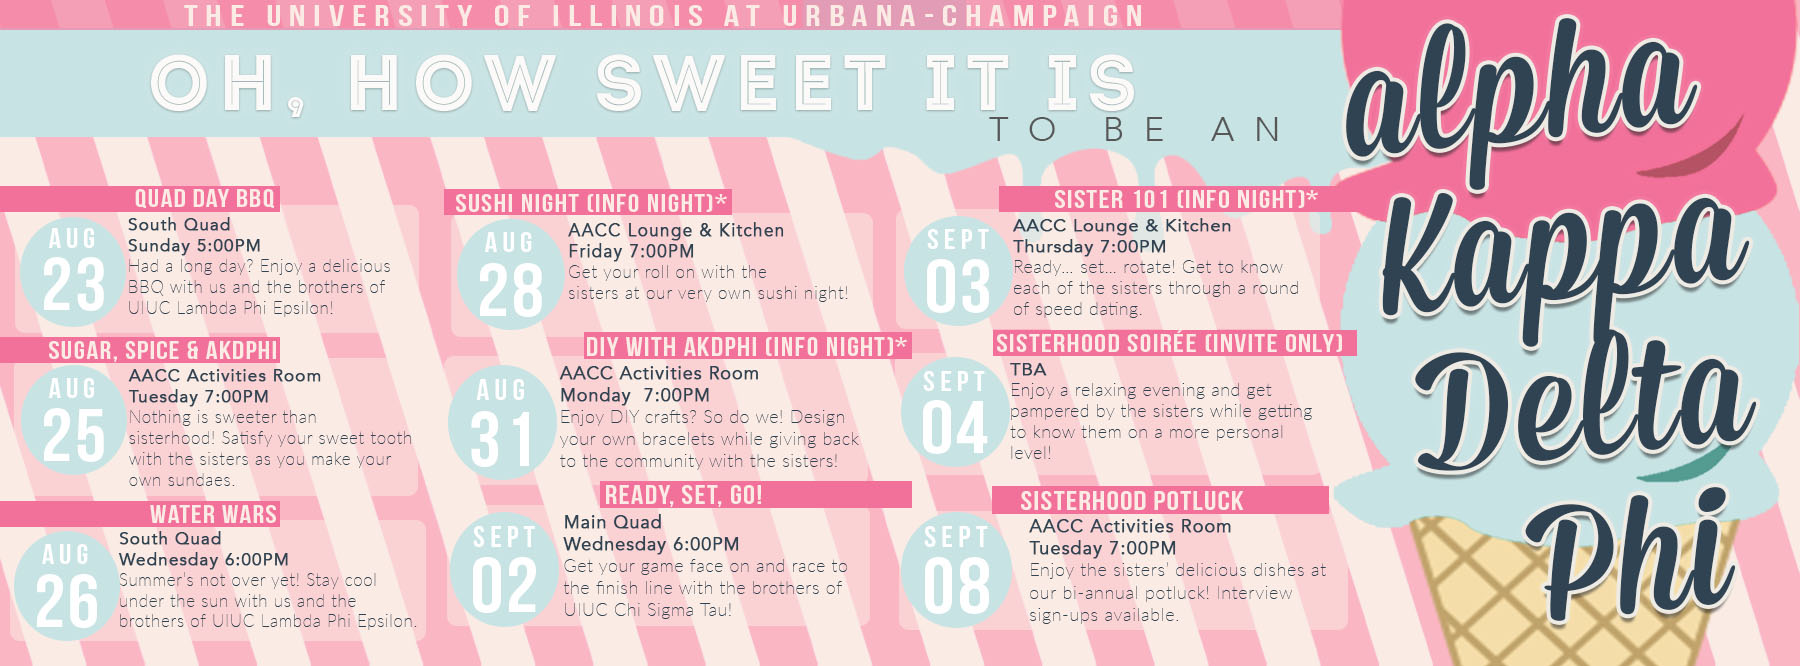 THE UNIVERSITY OF ILLINOIS AT URBANA-CHAMPAIGN
OH, HOW SWEET IT IS
TO BE AN
alpha
Kappa
Delta
Phi
QUAD DAY BBQ
AUG
23
South Quad
Sunday 5:00PM
Had a long day? Enjoy a delicious
BBQ with us and the brothers of
UIUC Lambda Phi Epsilon!
SUGAR, SPICE & AKDPHI
AUG
25
AACC Activities Room
Tuesday 7:00PM
Nothing is sweeter than
sisterhood! Satisfy your sweet tooth
with the sisters as you make your
own sundaes.
WATER WARS
AUG
26
South Quad
Wednesday 6:00PM
Summer's not over yet! Stay cool
under the sun with us and the
brothers of UIUC Lambda Phi Epsilon.
SUSHI NIGHT (INFO NIGHT)*
AUG
28
AACC Lounge & Kitchen
Friday 7:00PM
Get your roll on with the
sisters at our very own sushi night!
DIY WITH AKDPHI (INFO NIGHT)*
AUG
31
AACC Activities Room
Monday 7:00PM
Enjoy DIY crafts? So do we! Design
your own bracelets while giving back
to the community with the sisters!
READY, SET, GO!
SEPT
02
Main Quad
Wednesday 6:00PM
Get your game face on and race to
the finish line with the brothers of
UIUC Chi Sigma Tau!
SISTER 101 (INFO NIGHT)*
SEPT
03
AACC Lounge & Kitchen
Thursday 7:00PM
Ready... set... rotate! Get to know
each of the sisters through a round
of speed dating.
SISTERHOOD SOIRÉE (INVITE ONLY)
SEPT
04
TBA
Enjoy a relaxing evening and get
pampered by the sisters while getting
to know them on a more personal
level!
SISTERHOOD POTLUCK
SEPT
08
AACC Activities Room
Tuesday 7:00PM
Enjoy the sisters' delicious dishes at
our bi-annual potluck! Interview
sign-ups available.